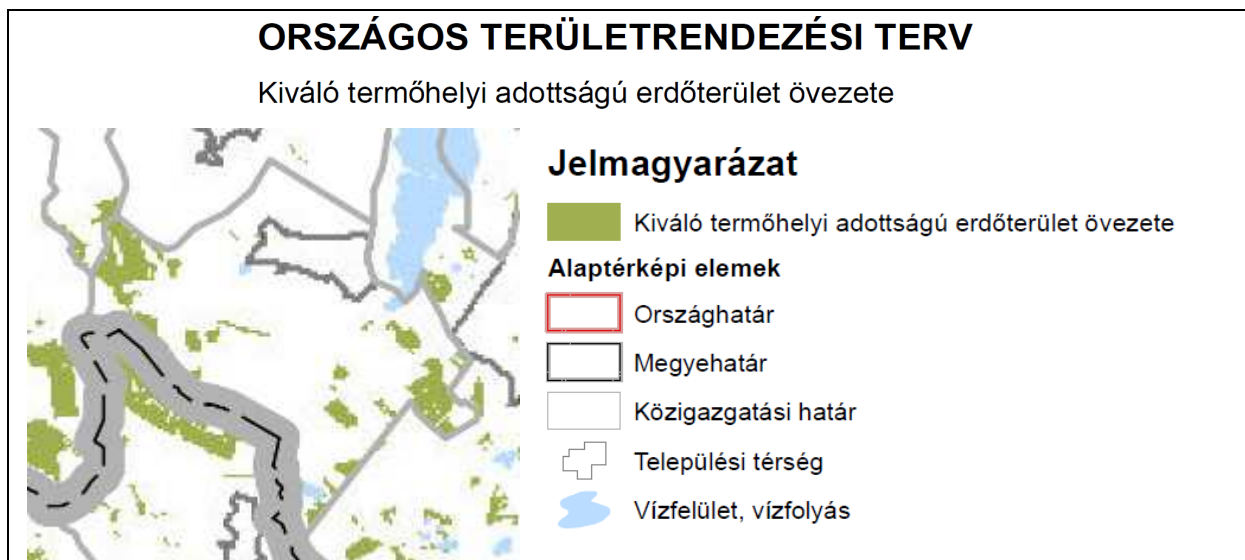 ORSZÁGOS TERÜLETRENDEZÉSI TERV
Kiváló termőhelyi adottságú erdőterület övezete
Jelmagyarázat
Kiváló termőhelyi adottságú erdőterület övezete
Alaptérképi elemek
Országhatár
Megyehatár
Közigazgatási határ
Települési térség
Vízfelület, vízfolyás